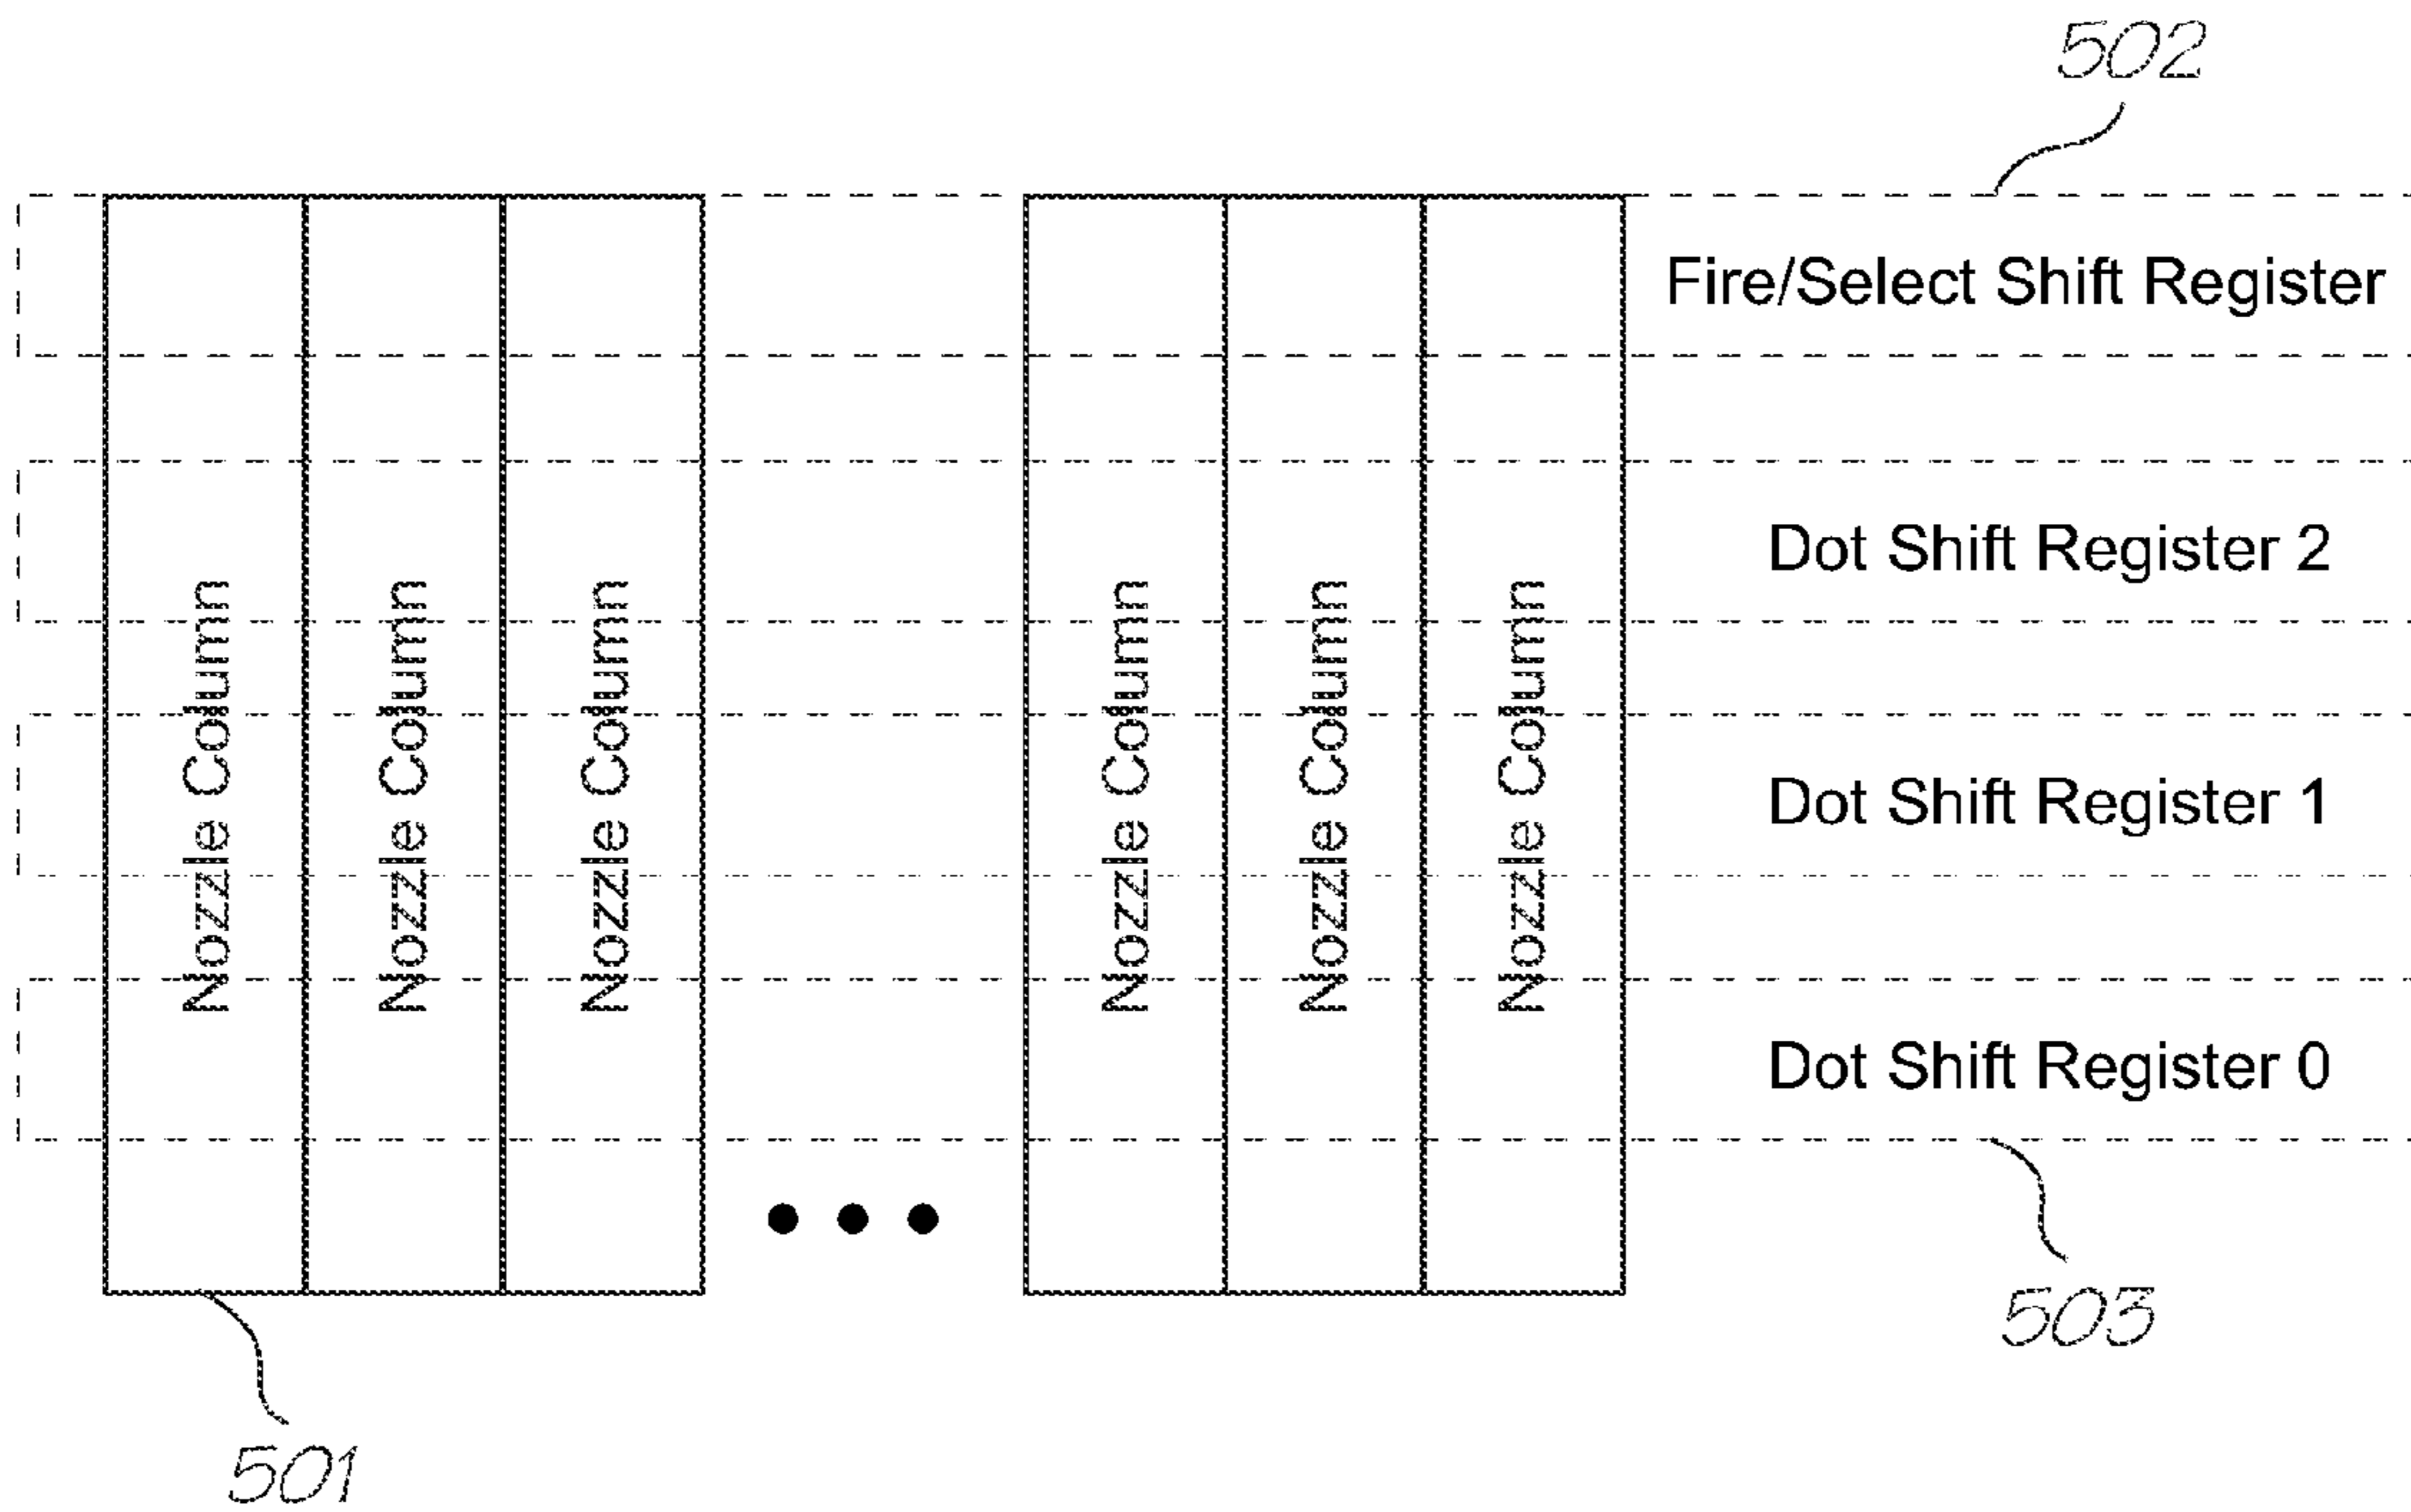 502
Fire/Select Shift Register
Dot Shift Register 2
Nozzle Column
Nozzle Column
Nozzle Column
Nozzle Column
Nozzle Column
Nozzle Column
Dot Shift Register 1
Dot Shift Register 0
503
501